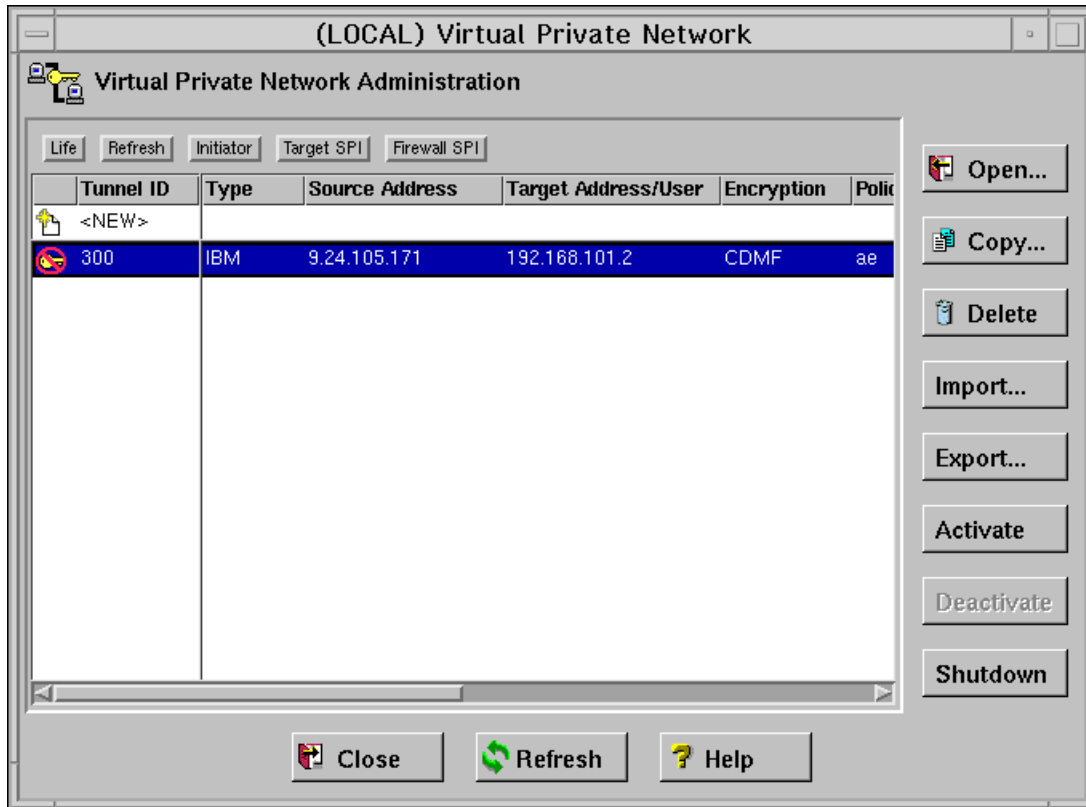 (LOCAL) Virtual Private Network
Virtual Private Network Administration
Life Refresh Initiator Target SPI Firewall SPI
Tunnel ID Type Source Address Target Address/User Encryption Polic
<NEW>
300 IBM 9.24.105.171 192.168.101.2 CDMF ae
Open...
Copy...
Delete
Import...
Export...
Activate
Deactivate
Shutdown
Close Refresh Help